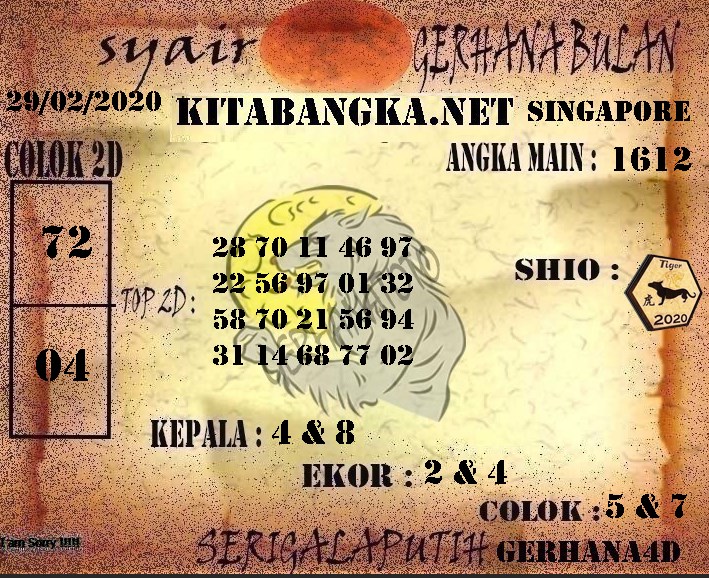 syair GERHANA BULAN
29/02/2020 KITABANGKA.NET SINGAPORE
COLOK 2D
ANGKA MAIN : 1612
72
04
TOP 2D :
28 70 11 46 97
22 56 97 01 32
58 70 21 56 94
31 14 68 77 02
SHIO :
Tiger
虎
2020
KEPALA : 4 & 8
EKOR : 2 & 4
COLOK : 5 & 7
SERIGALAPUTIH GERHANA4D